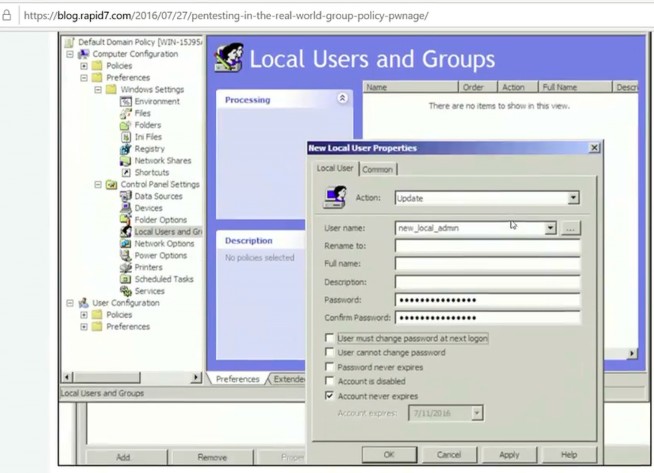 https://blog.rapid7.com/2016/07/27/pentesting-in-the-real-world-group-policy-pwnage/
Default Domain Policy [WIN-15J95
Computer Configuration
Policies
Preferences
Windows Settings
Environment
Files
Folders
Ini Files
Registry
Network Shares
Shortcuts
Control Panel Settings
Data Sources
Devices
Folder Options
Local Users and Gr
Network Options
Power Options
Printers
Scheduled Tasks
Services
User Configuration
Policies
Preferences
Local Users and Groups
Local Users and Groups
Processing
Description
No policies selected
Preferences
Extende
Name Order Action Full Name Descri
There are no items to show in this view.
New Local User Properties
Local User Common
Action: Update
User name: new_local_admn
...
Rename to:
Full name:
Description:
Password:
Confirm Password:
User must change password at next logon
User cannot change password
Password never expires
Account is disabled
Account never expires
Account expires: 7/11/2016
OK Cancel Apply Help
Add Remove Proper